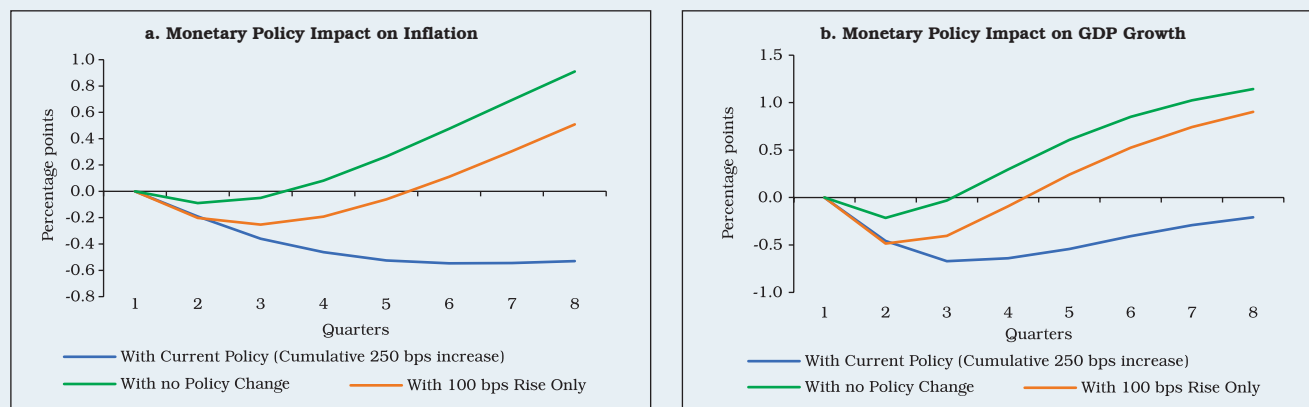 a. Monetary Policy Impact on Inflation
Percentage points
1.0
0.8
0.6
0.4
0.2
0.0
-0.2
-0.4
-0.6
-0.8
1 2 3 4 5 6 7 8
Quarters
With Current Policy (Cumulative 250 bps increase)
With no Policy Change With 100 bps Rise Only
b. Monetary Policy Impact on GDP Growth
Percentage points
1.5
1.0
0.5
0.0
-0.5
-1.0
1 2 3 4 5 6 7 8
Quarters
With Current Policy (Cumulative 250 bps increase)
With no Policy Change With 100 bps Rise Only